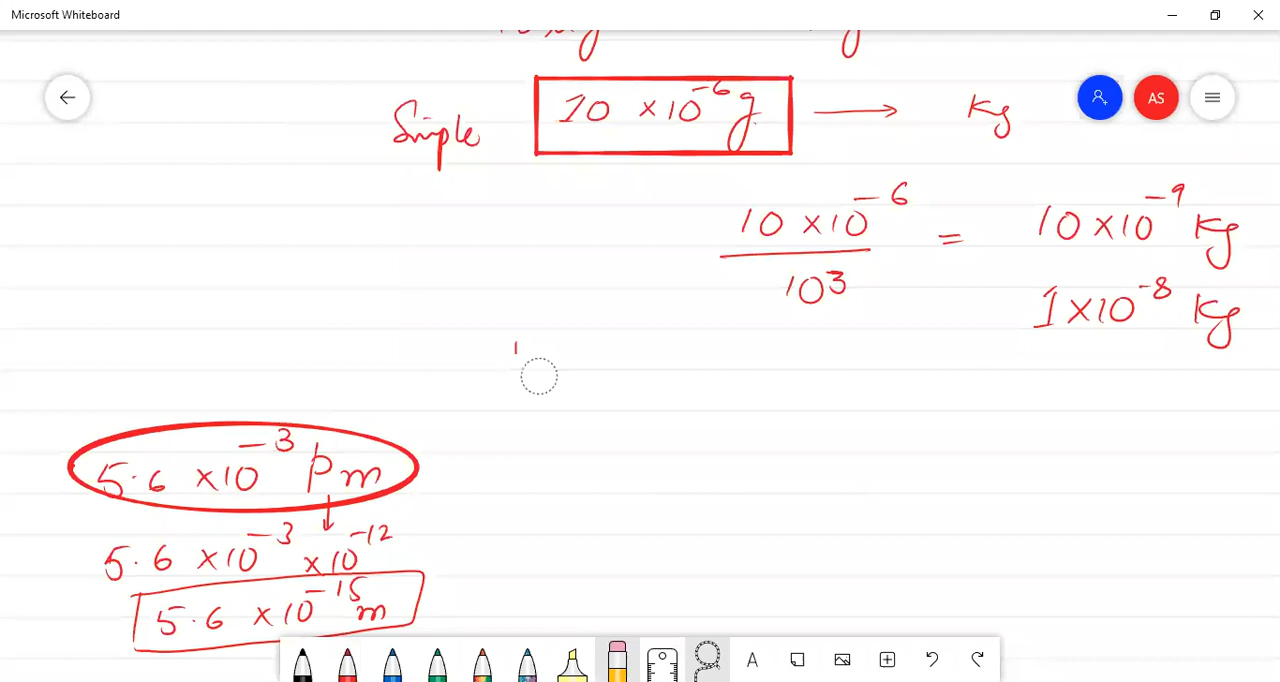 Microsoft Whiteboard
AS
Simple 10 × 10⁻⁶ g → Kg
10 × 10⁻⁶ = 10 × 10⁻⁹ Kg
10³
1 × 10⁻⁸ Kg
5.6 × 10⁻³ Pm
5.6 × 10⁻³ × 10⁻¹²
5.6 × 10⁻¹⁵ m
A